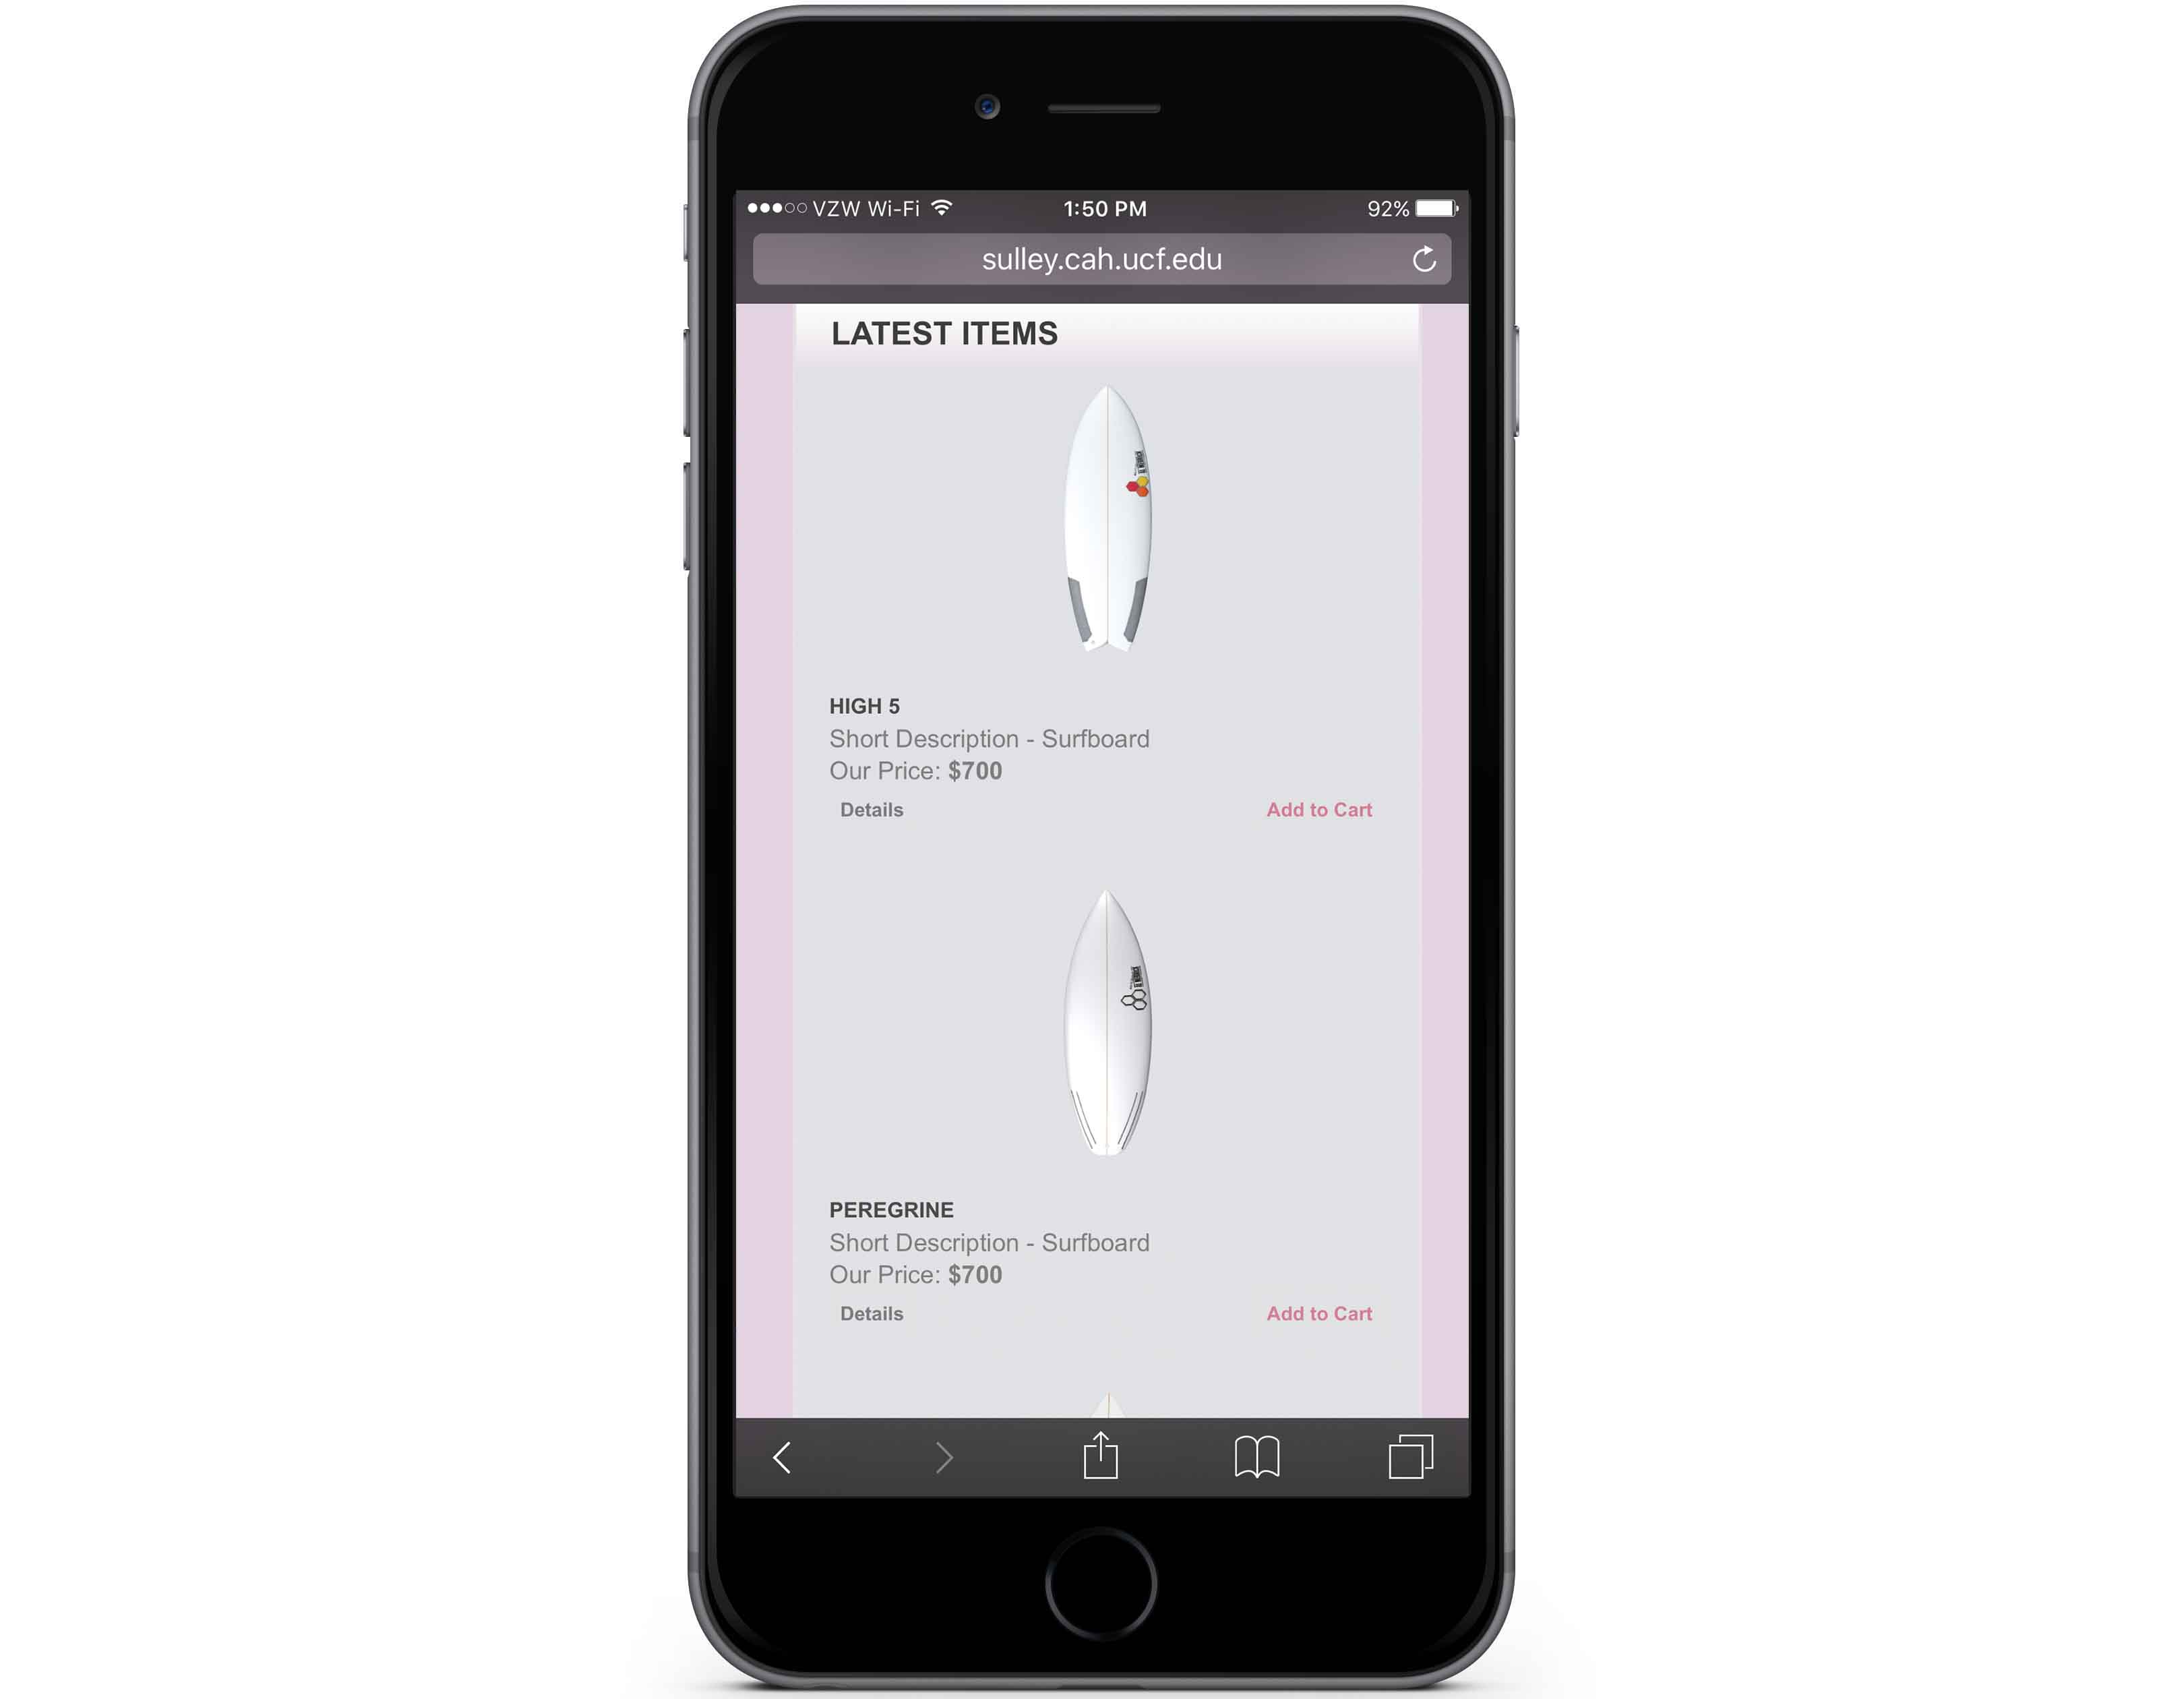 VZW Wi-Fi 1:50 PM 92%
sulley.cah.ucf.edu
LATEST ITEMS
HIGH 5
Short Description - Surfboard
Our Price: $700
Details Add to Cart
PEREGRINE
Short Description - Surfboard
Our Price: $700
Details Add to Cart